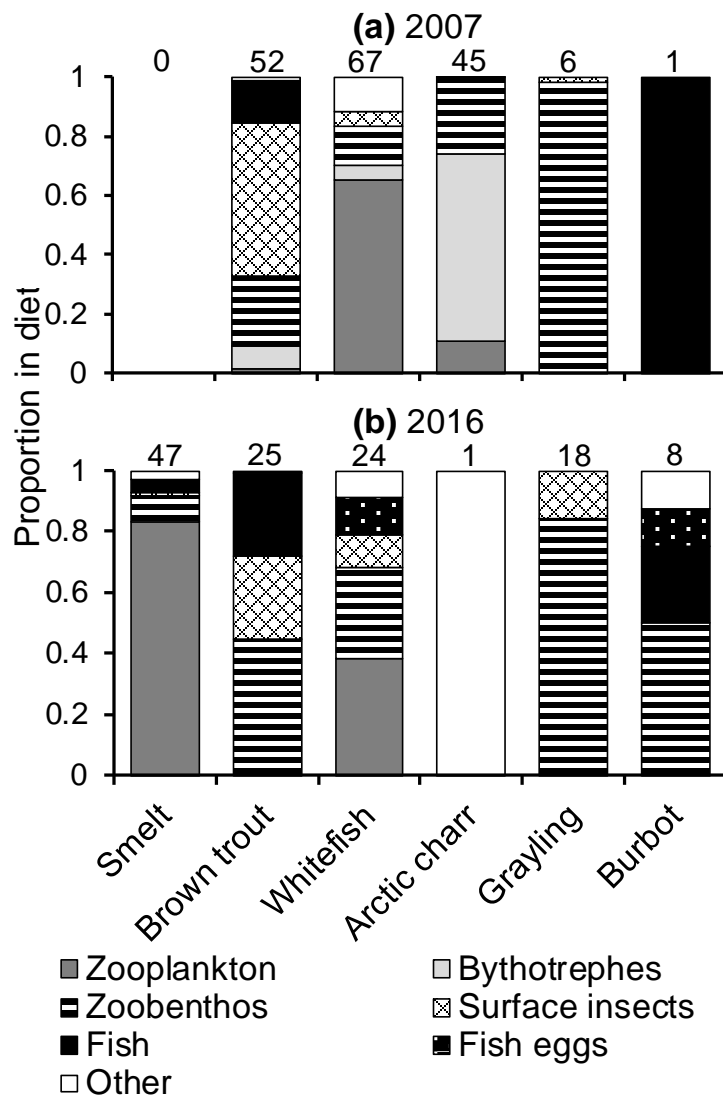 (a) 2007
0 52 67 45 6 1
1
0.8
0.6
0.4
0.2
0
Proportion in diet
(b) 2016
47 25 24 1 18 8
1
0.8
0.6
0.4
0.2
0
Smelt
Brown trout
Whitefish
Arctic charr
Grayling
Burbot
Zooplankton
Bythotrephes
Zoobenthos
Surface insects
Fish
Fish eggs
Other